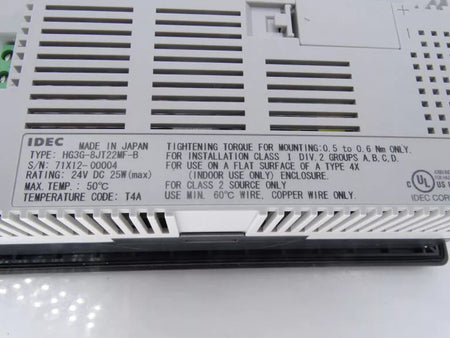 IDEC MADE IN JAPAN
TYPE: HG3G-8JT22MF-B
S/N: 71X12-00004
RATING: 24V DC 25W(max)
MAX.TEMP.: 50℃
TEMPERATURE CODE: T4A
TIGHTENING TORQUE FOR MOUNTING:0.5 to 0.6 Nm ONLY.
FOR INSTALLATION CLASS 1 DIV.2 GROUPS A,B,C,D.
FOR USE ON A FLAT SURFACE OF A TYPE 4X
(INDOOR USE ONLY) ENCLOSURE.
FOR CLASS 2 SOURCE ONLY
USE MIN. 60℃ WIRE, COPPER WIRE ONLY.
C UL US
IDEC COR